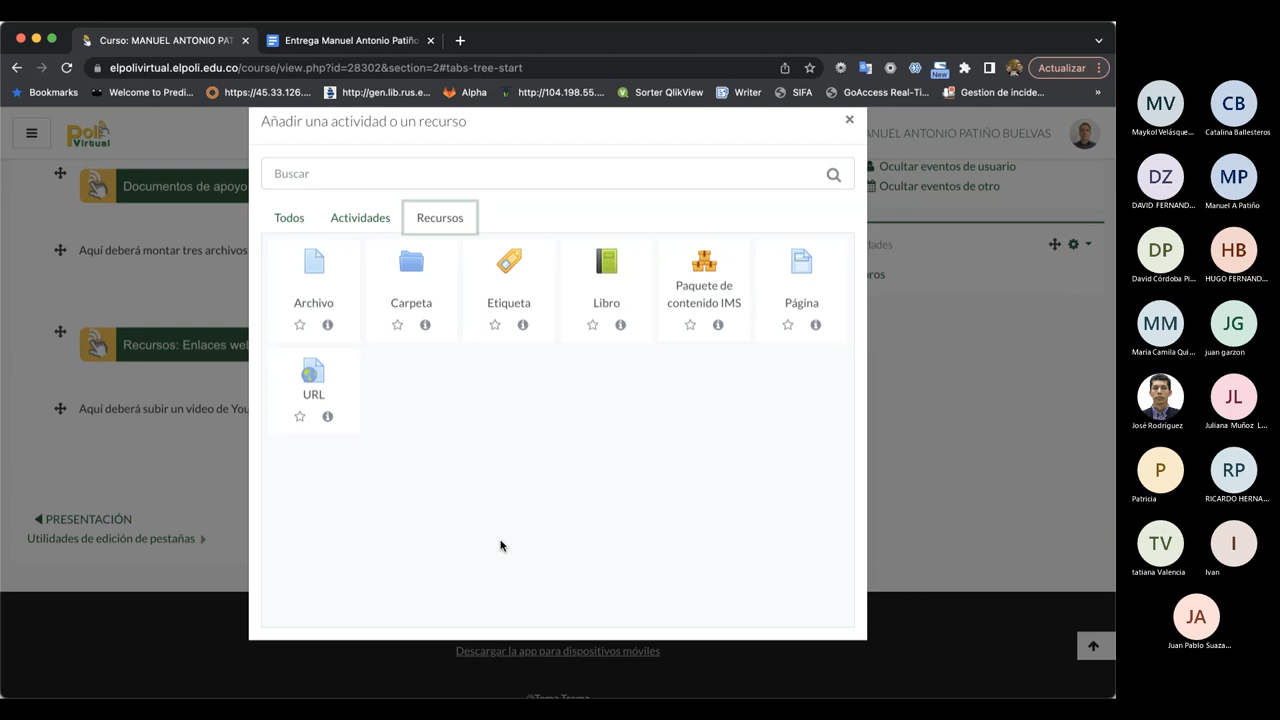 Curso: MANUEL ANTONIO PAT
Entrega Manuel Antonio Patiño
elpolivirtual.elpoli.edu.co/course/view.php?id=28302&section=2#tabs-tree-start
New
Actualizar
Bookmarks
Welcome to Predi...
https://45.33.126....
http://gen.lib.rus.e...
Alpha
http://104.198.55....
Sorter QlikView
Writer
SIFA
GoAccess Real-Ti...
Gestion de incide...
»
Poli
Virtual
Añadir una actividad o un recurso
ANUEL ANTONIO PATIÑO BUELVAS
Buscar
Todos
Actividades
Recursos
Archivo
Carpeta
Etiqueta
Libro
Paquete de
contenido IMS
Página
URL
Documentos de apoyo
Aquí deberá montar tres archivos
Recursos: Enlaces web
Aquí deberá subir un video de You
Ocultar eventos de usuario
Ocultar eventos de otro
dades
ros
PRESENTACIÓN
Utilidades de edición de pestañas
Descargar la app para dispositivos móviles
MV
Maykol Velásque...
CB
Catalina Ballesteros
DZ
DAVID FERNAND...
MP
Manuel A Patiño
DP
David Córdoba Pi...
HB
HUGO FERNAND...
MM
Maria Camila Qui...
JG
juan garzon
José Rodríguez
JL
Juliana Muñoz L...
P
Patricia
RP
RICARDO HERNA...
TV
tatiana Valencia
I
Ivan
JA
Juan Pablo Suaza...